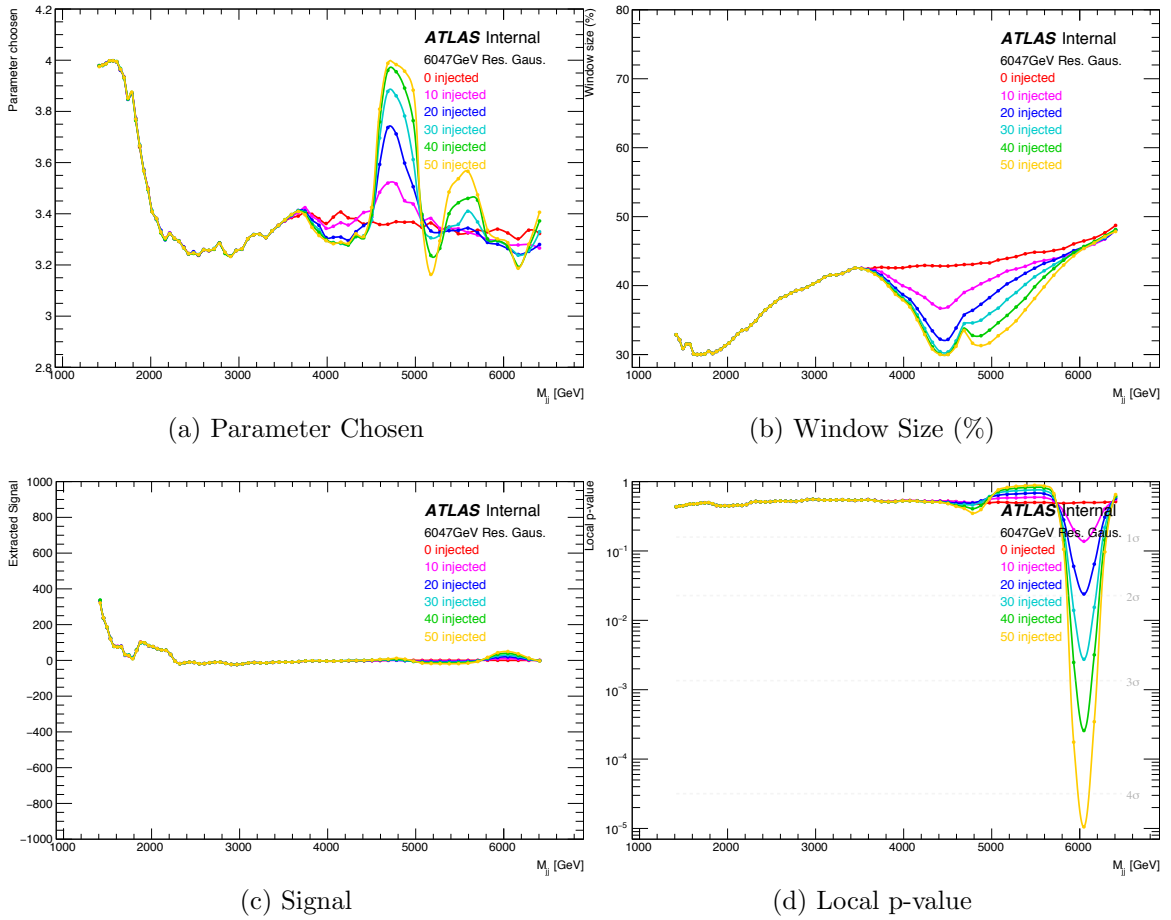 Parameter choosen
4.2
4
3.8
3.6
3.4
3.2
3
2.8
ATLAS Internal
6047GeV Res. Gaus.
0 injected
10 injected
20 injected
30 injected
40 injected
50 injected
1000 2000 3000 4000 5000 6000
M_jj [GeV]
(a) Parameter Chosen
Window size (%)
80
70
60
50
40
30
ATLAS Internal
6047GeV Res. Gaus.
0 injected
10 injected
20 injected
30 injected
40 injected
50 injected
1000 2000 3000 4000 5000 6000
M_jj [GeV]
(b) Window Size (%)
Extracted Signal
1000
800
600
400
200
0
−200
−400
−600
−800
−1000
ATLAS Internal
6047GeV Res. Gaus.
0 injected
10 injected
20 injected
30 injected
40 injected
50 injected
1000 2000 3000 4000 5000 6000
M_jj [GeV]
(c) Signal
Local p-value
1
10⁻¹
10⁻²
10⁻³
10⁻⁴
10⁻⁵
ATLAS Internal
6047GeV Res. Gaus.
0 injected
10 injected
20 injected
30 injected
40 injected
50 injected
1σ
2σ
3σ
4σ
1000 2000 3000 4000 5000 6000
M_jj [GeV]
(d) Local p-value